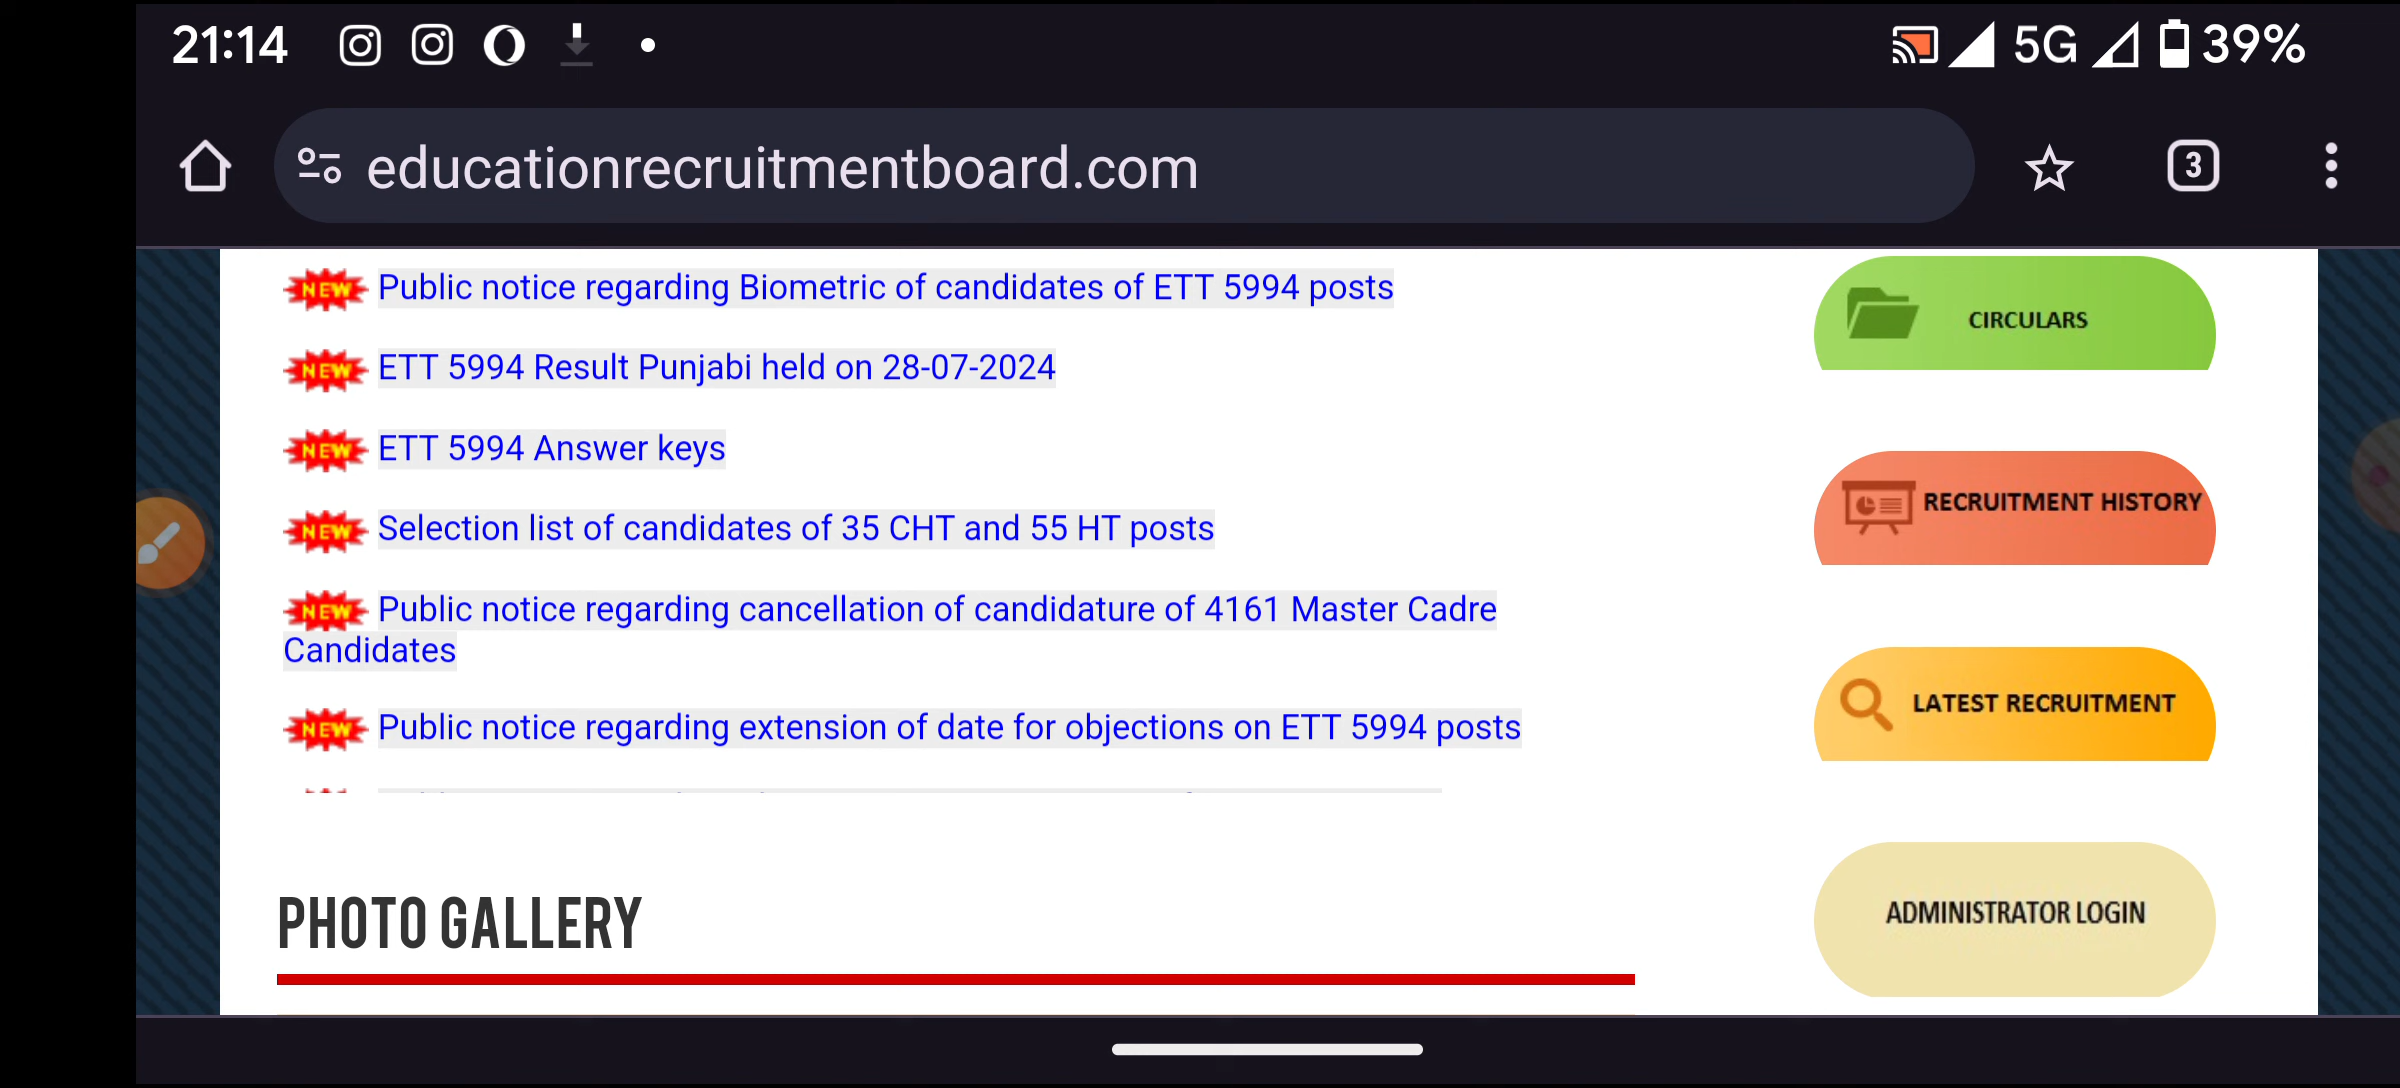 21:14
5G
39%
educationrecruitmentboard.com
3
NEW Public notice regarding Biometric of candidates of ETT 5994 posts
NEW ETT 5994 Result Punjabi held on 28-07-2024
NEW ETT 5994 Answer keys
NEW Selection list of candidates of 35 CHT and 55 HT posts
NEW Public notice regarding cancellation of candidature of 4161 Master Cadre
Candidates
NEW Public notice regarding extension of date for objections on ETT 5994 posts
PHOTO GALLERY
CIRCULARS
RECRUITMENT HISTORY
LATEST RECRUITMENT
ADMINISTRATOR LOGIN